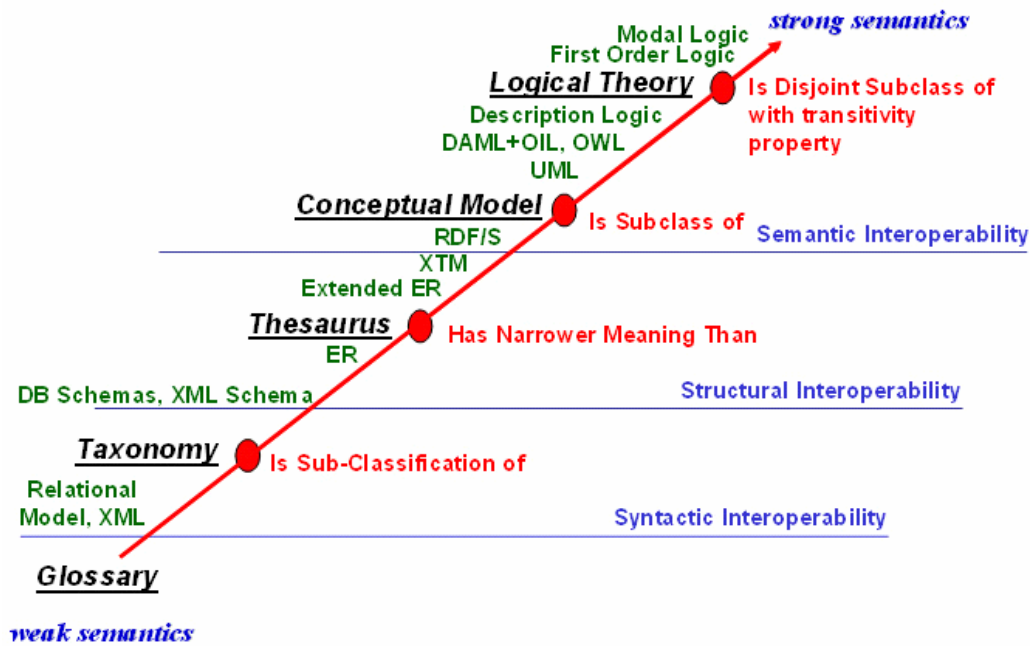 strong semantics
Modal Logic
First Order Logic
Logical Theory
Is Disjoint Subclass of
with transitivity
property
Description Logic
DAML+OIL, OWL
UML
Conceptual Model
Is Subclass of
RDF/S
Semantic Interoperability
XTM
Extended ER
Thesaurus
Has Narrower Meaning Than
ER
DB Schemas, XML Schema
Structural Interoperability
Taxonomy
Is Sub-Classification of
Relational
Model, XML
Syntactic Interoperability
Glossary
weak semantics